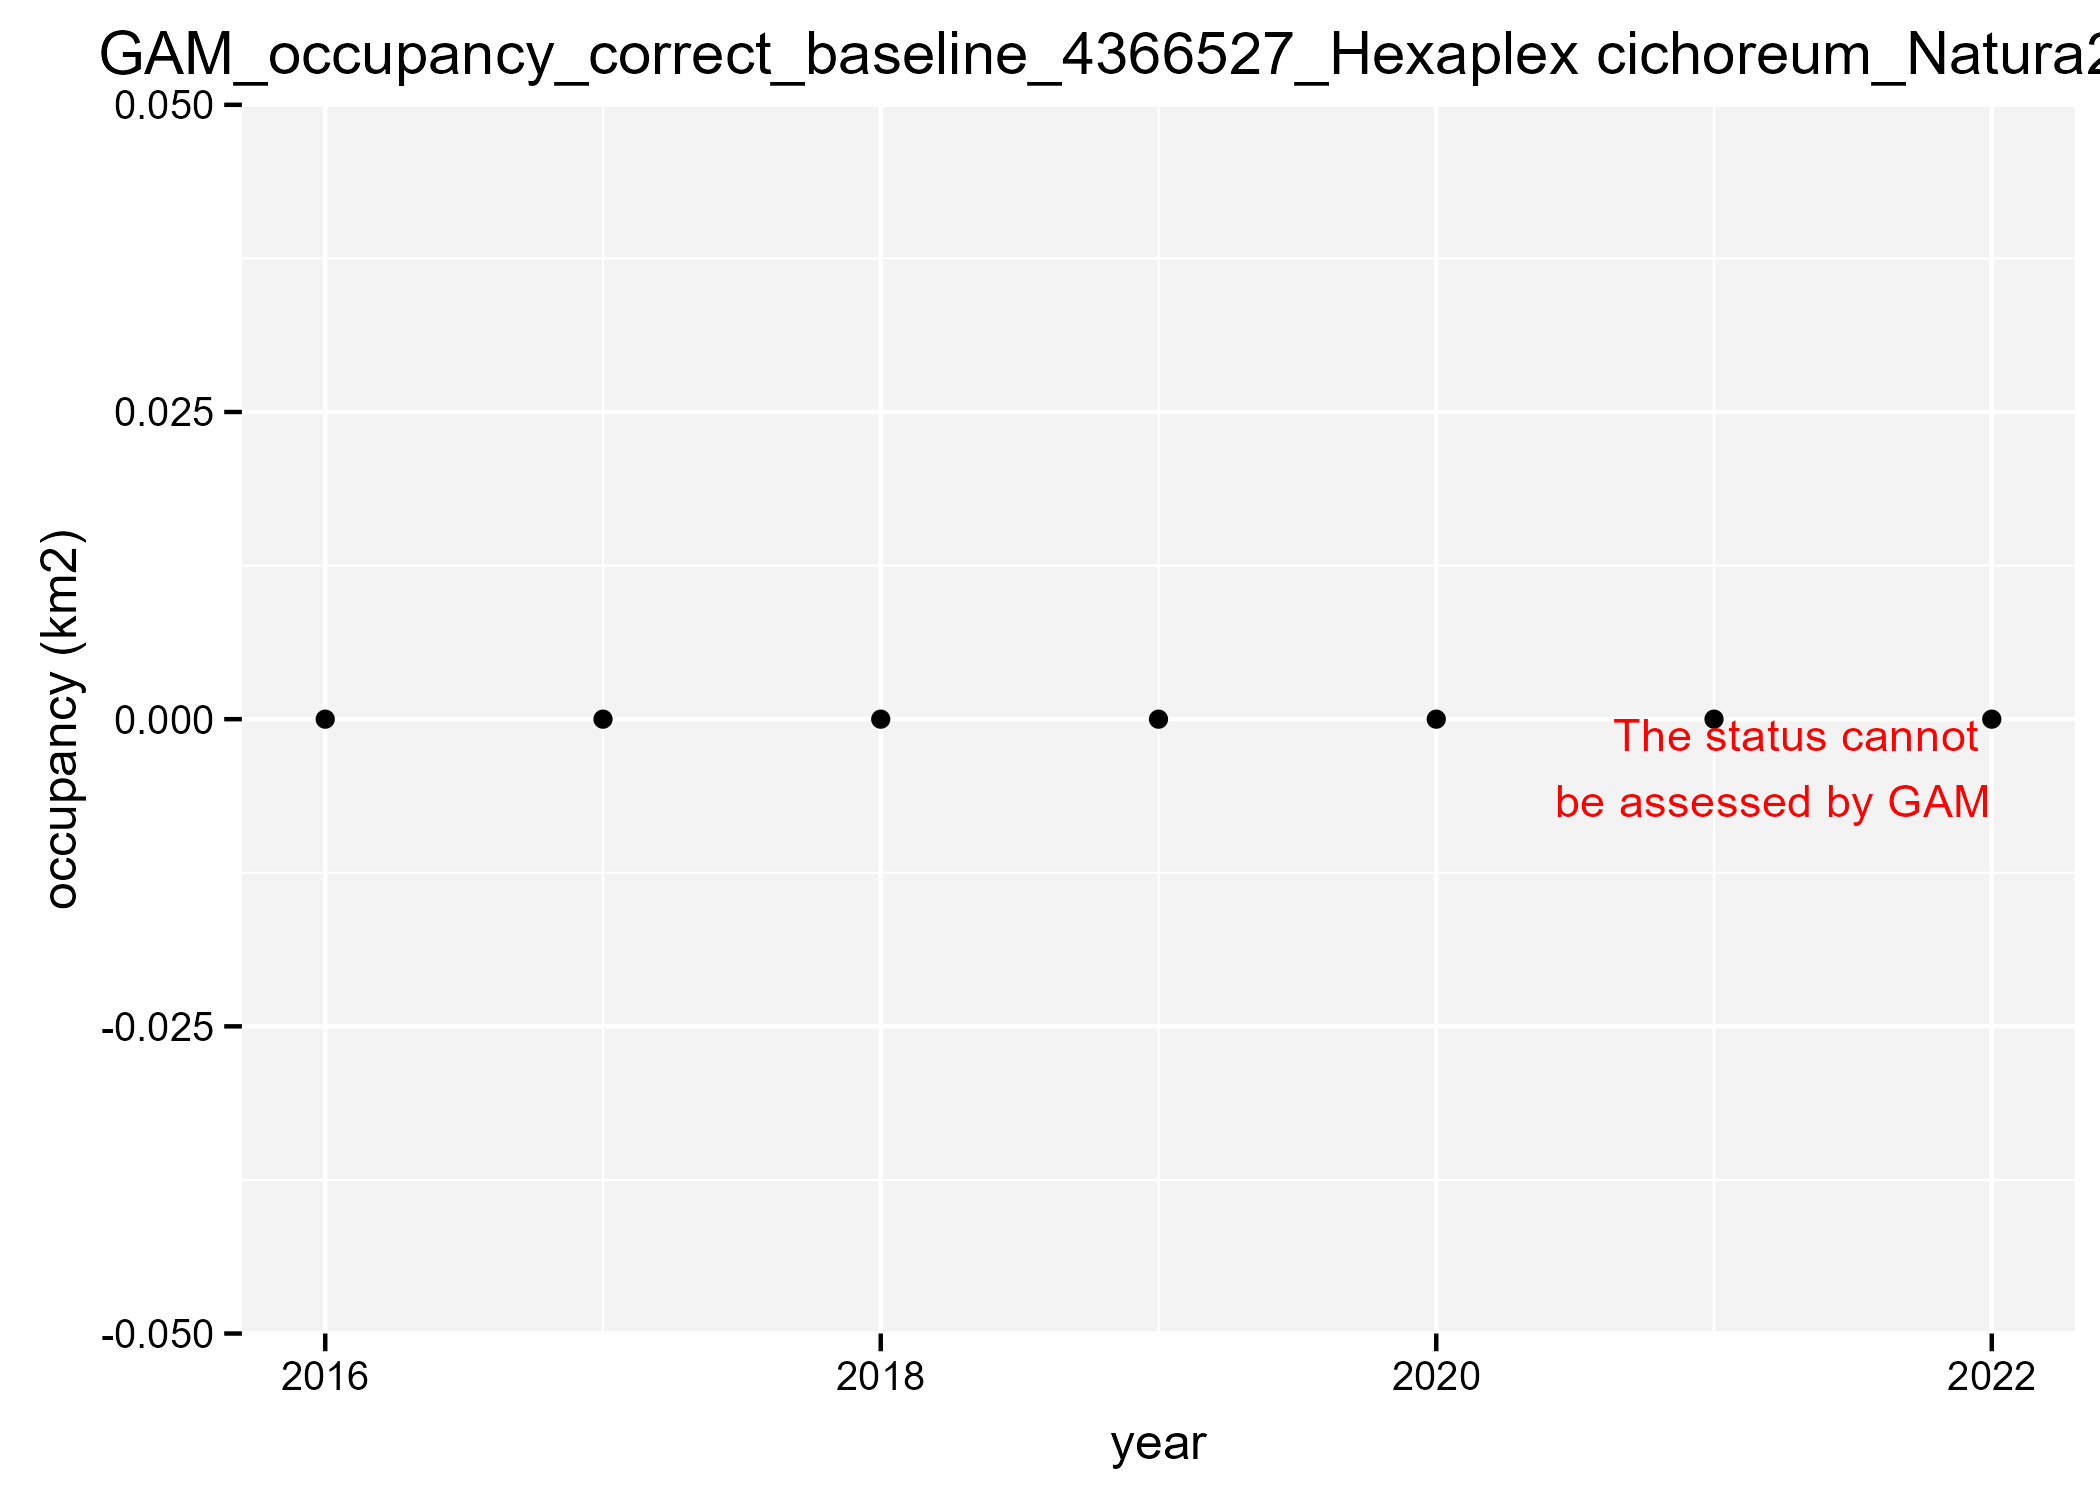 GAM_occupancy_correct_baseline_4366527_Hexaplex cichoreum_Natura2
0.050
0.025
0.000
-0.025
-0.050
occupancy (km2)
The status cannot
be assessed by GAM
2016 2018 2020 2022
year